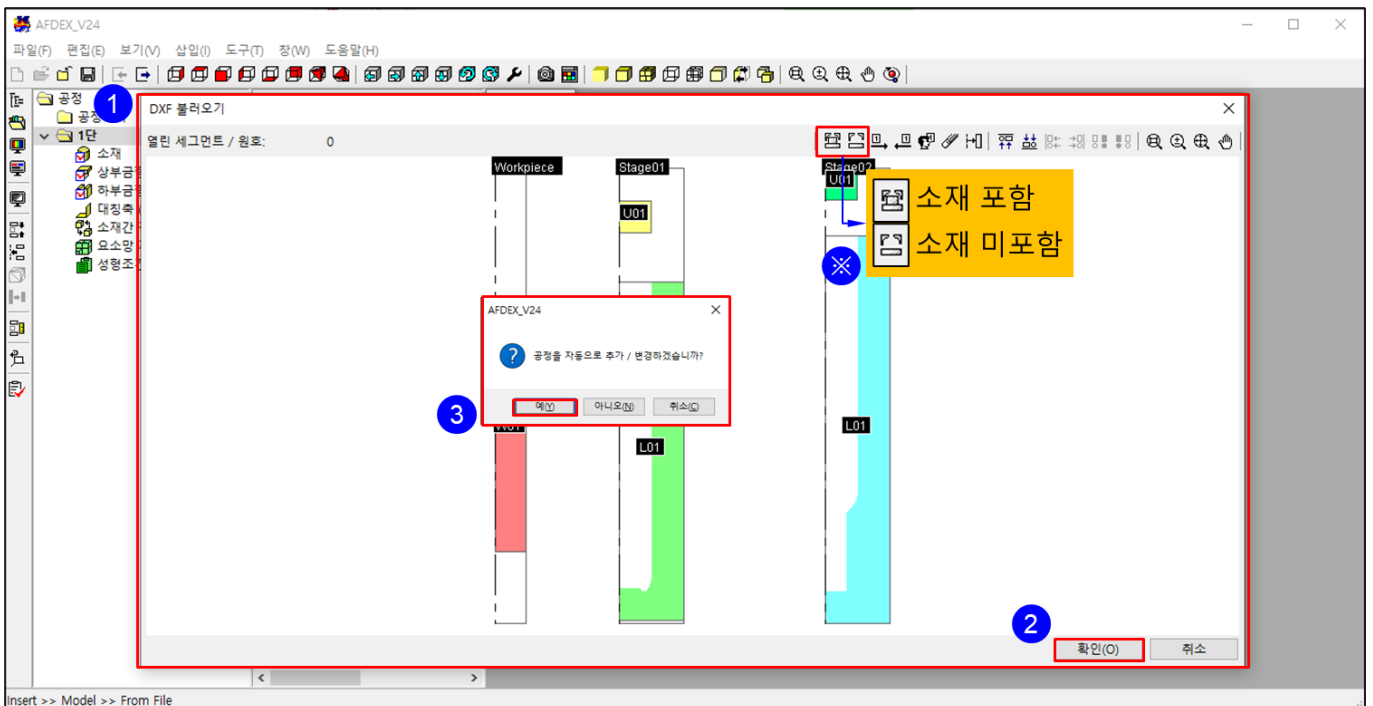 AFDEX_V24
파일(F) 편집(E) 보기(V) 삽입(I) 도구(T) 창(W) 도움말(H)
공정
1
공정
1단
소재
상부금
하부금
대칭축
소재간
요소망
성형조
DXF 불러오기
열린 세그먼트 / 원호: 0
Workpiece
Stage01
Stage02
U01
U01
소재 포함
소재 미포함
※
AFDEX_V24
공정을 자동으로 추가 / 변경하겠습니까?
예(Y) 아니오(N) 취소(C)
3
W01
L01
L01
2
확인(O) 취소
Insert >> Model >> From File